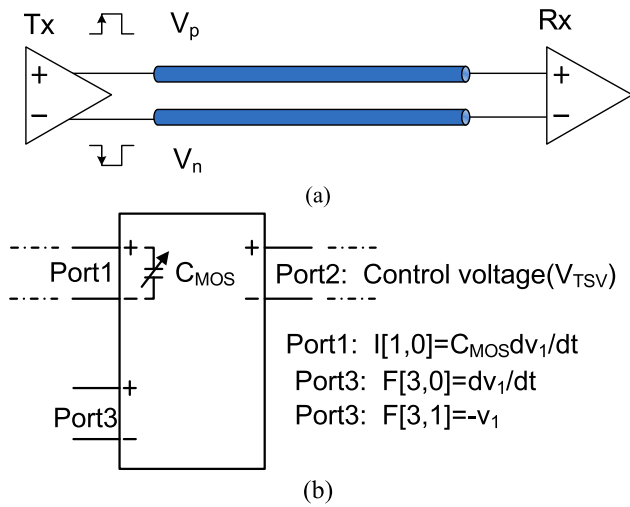 Tx
V_p
Rx
+
+
−
−
V_n
(a)
+
+
Port1
C_MOS
Port2: Control voltage(V_TSV)
−
−
Port1: I[1,0]=C_MOS dv_1/dt
+
Port3: F[3,0]=dv_1/dt
Port3
Port3: F[3,1]=-v_1
−
(b)